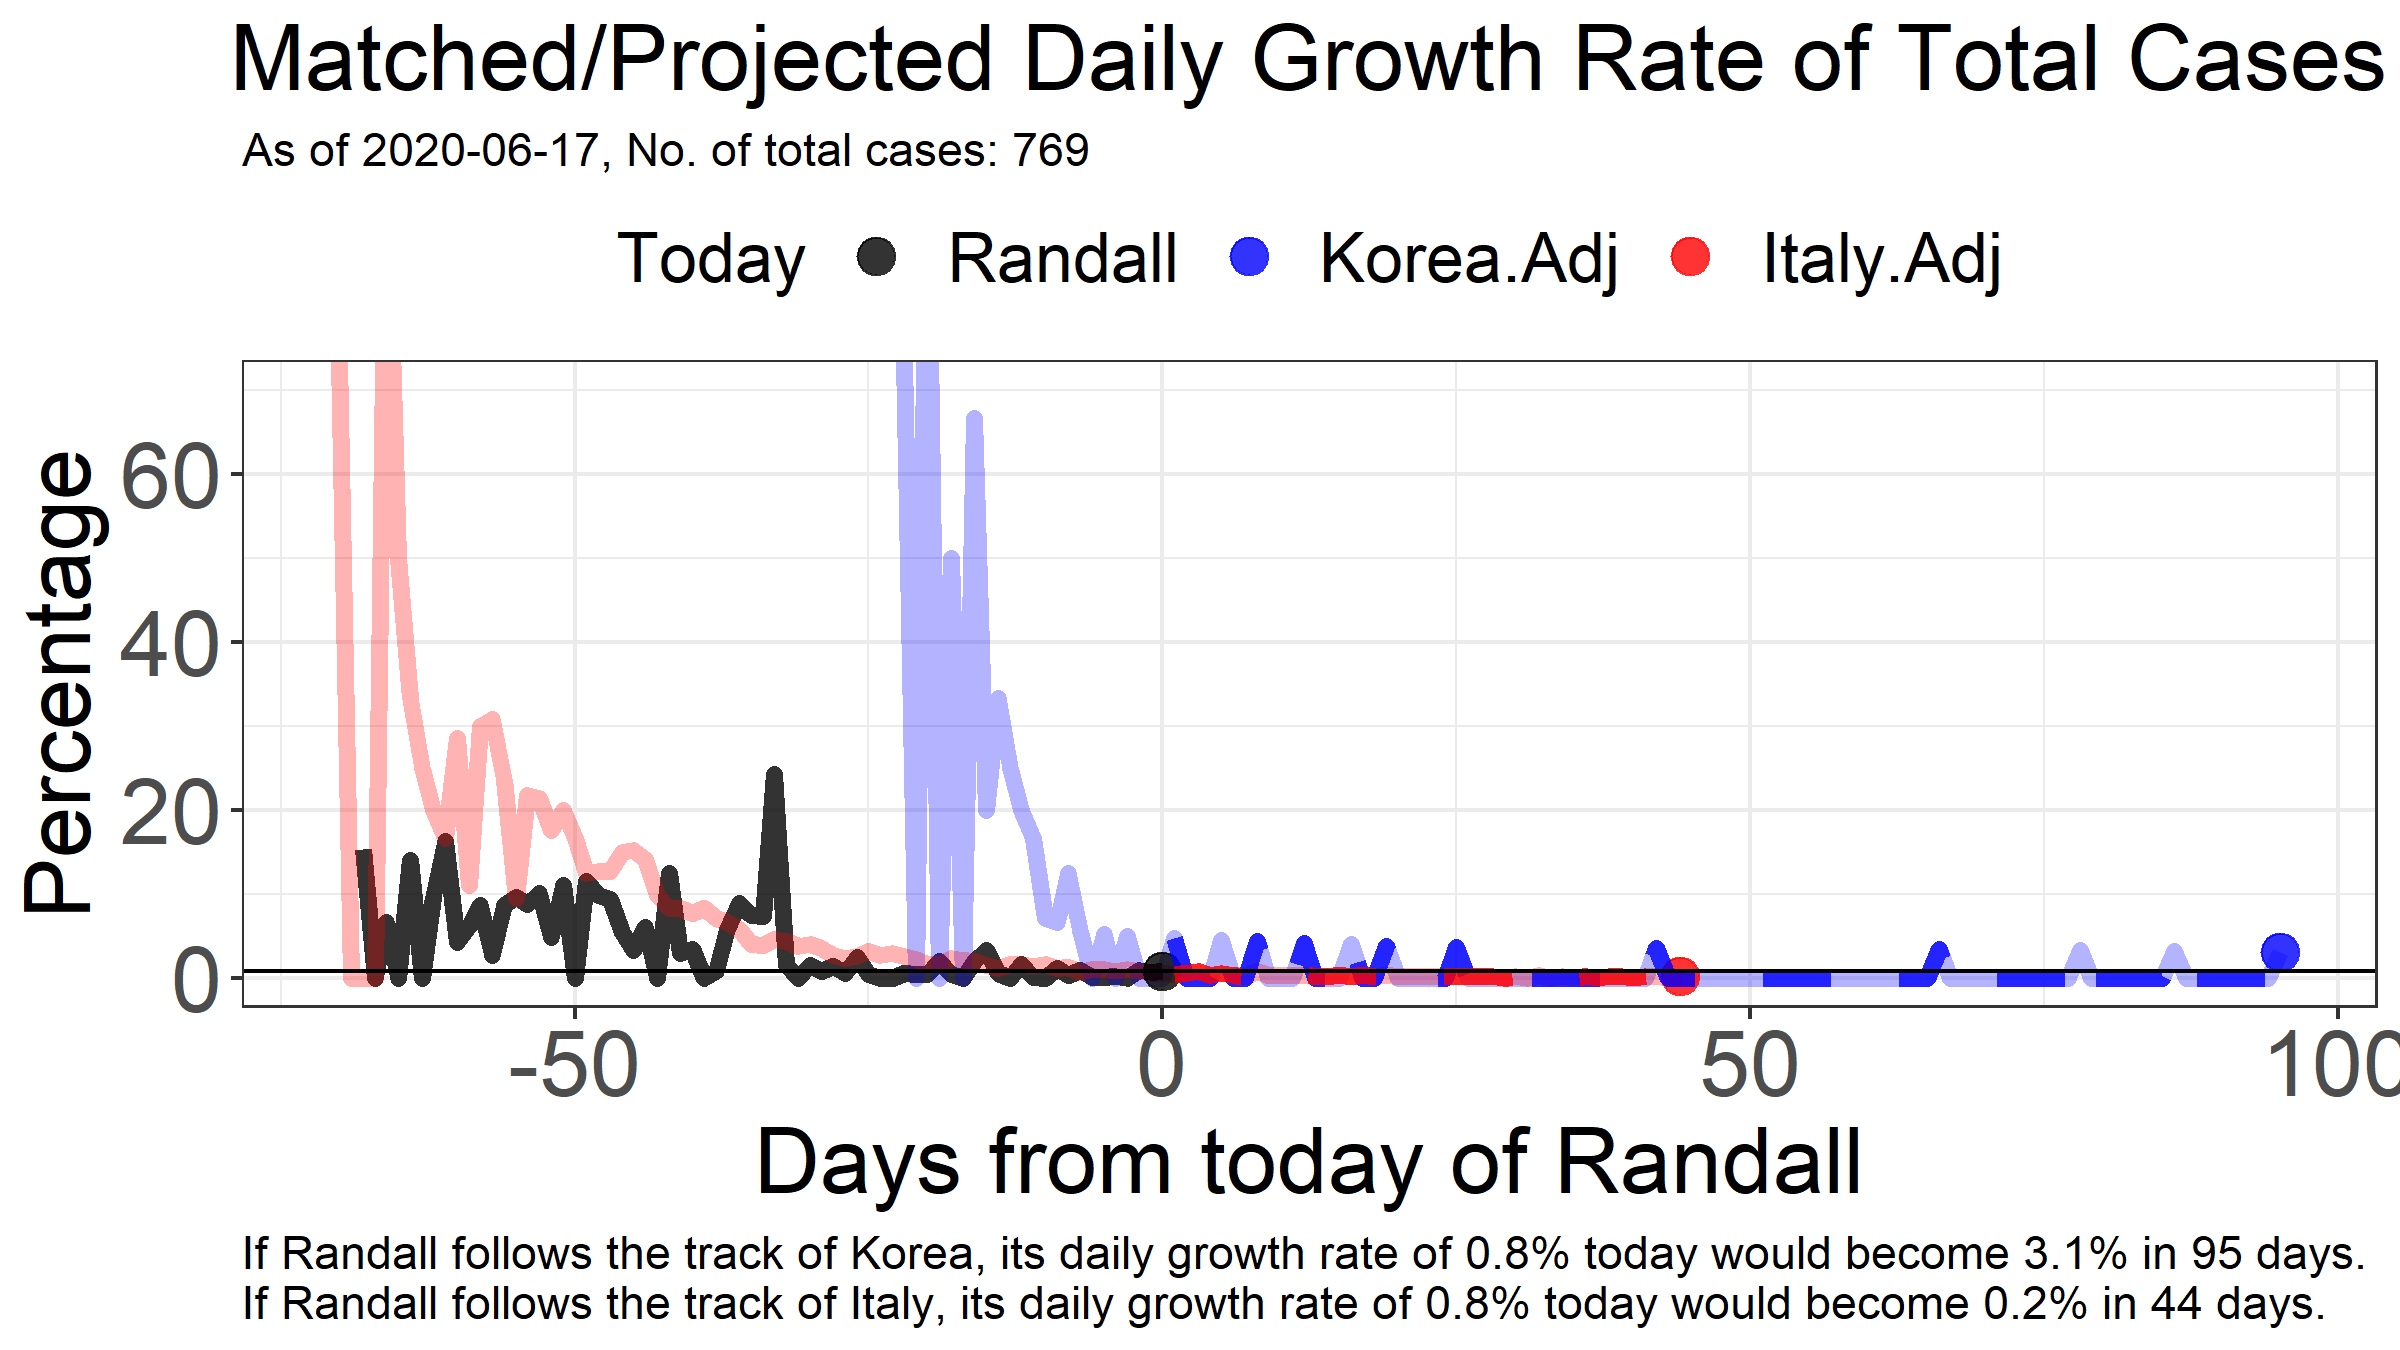 Matched/Projected Daily Growth Rate of Total Cases
As of 2020-06-17, No. of total cases: 769
Today Randall Korea.Adj Italy.Adj
Percentage
60
40
20
0
-50 0 50 100
Days from today of Randall
If Randall follows the track of Korea, its daily growth rate of 0.8% today would become 3.1% in 95 days.
If Randall follows the track of Italy, its daily growth rate of 0.8% today would become 0.2% in 44 days.